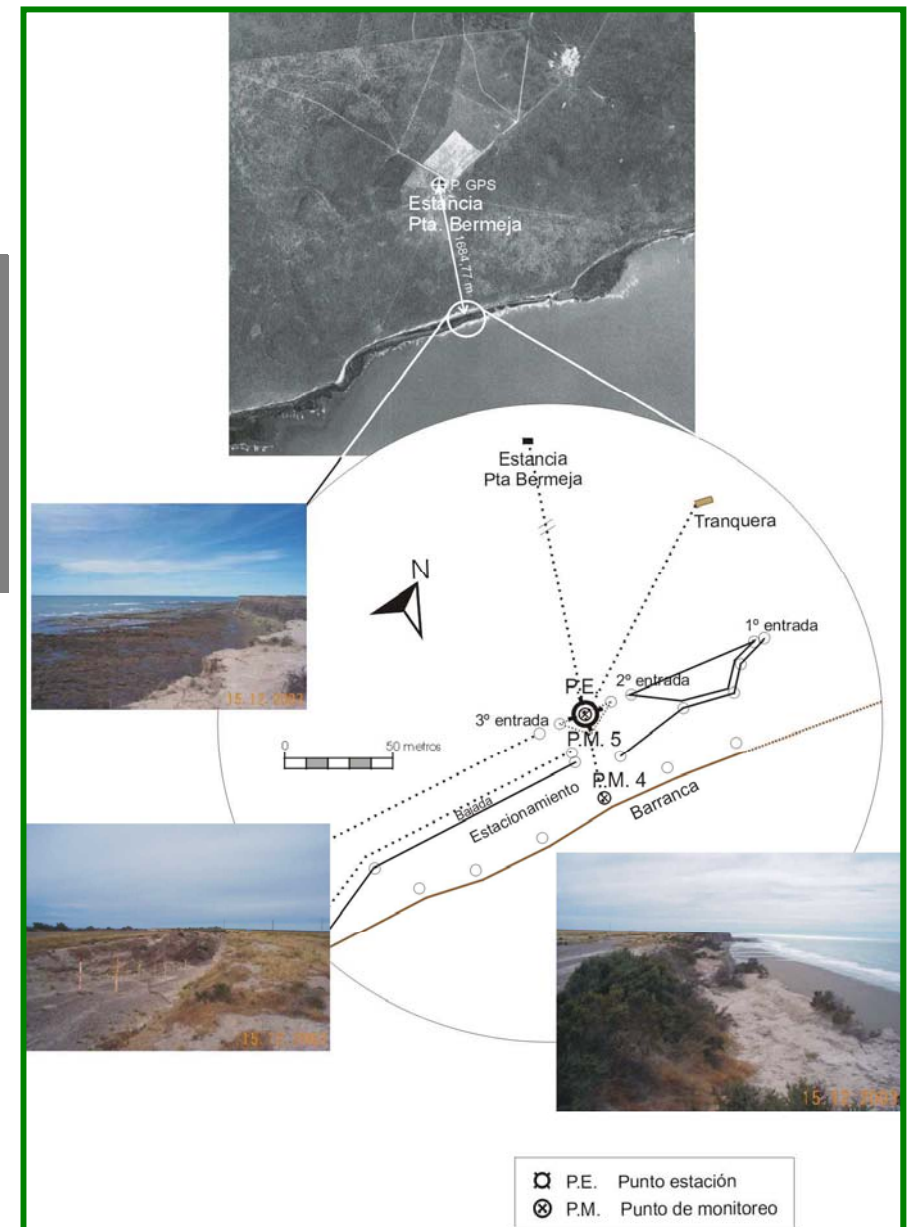 P. GPS
Estancia
Pta. Bermeja
1684,77 m
Estancia
Pta Bermeja
Tranquera
N
1º entrada
P.E.
2º entrada
3º entrada
P.M. 5
0 50 metros
P.M. 4
Bajada
Estacionamiento
Barranca
15.12.2007
15.12.2007
15.12.2007
P.E. Punto estación
P.M. Punto de monitoreo